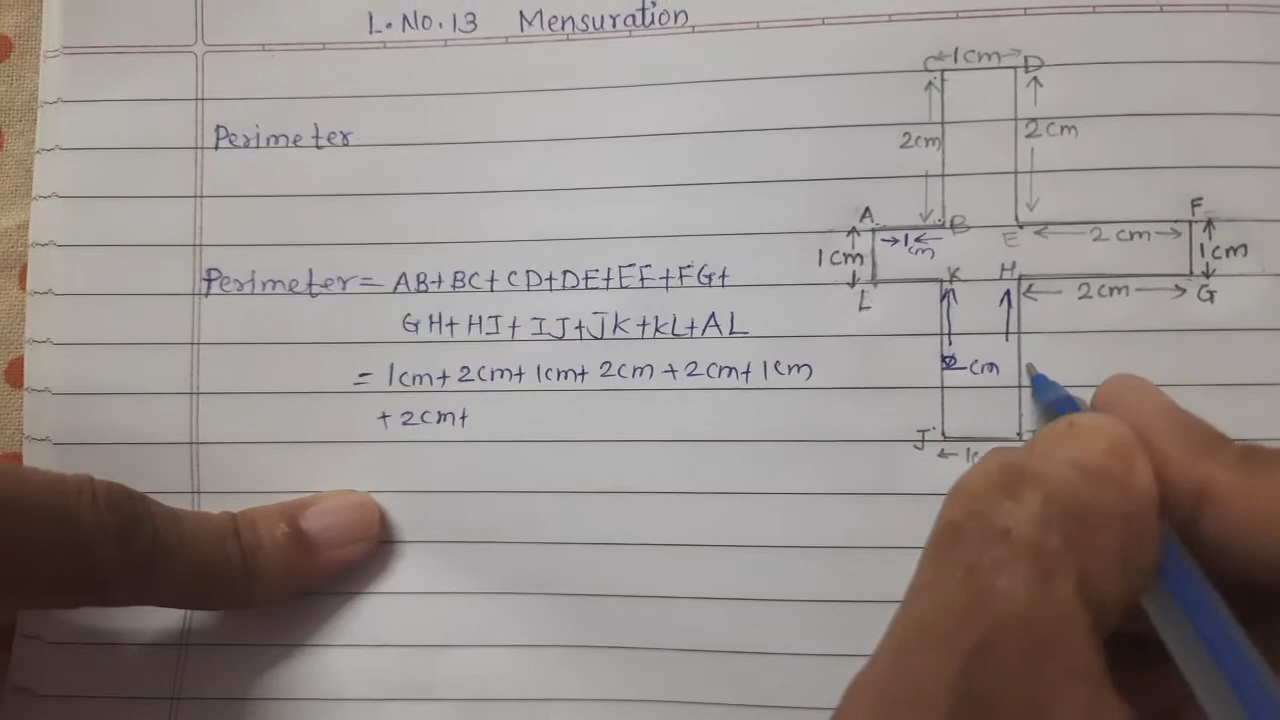 L. No. 13 Mensuration
C 1cm D
Perimeter
2cm 2cm
A B F
1cm E 2cm 1cm
1cm
Perimeter = AB+BC+CD+DE+EF+FG+
L K H 2cm G
GH+HI+IJ+JK+KL+AL
= 1cm+2cm+1cm+2cm+2cm+1cm
2cm
+2cm+
J